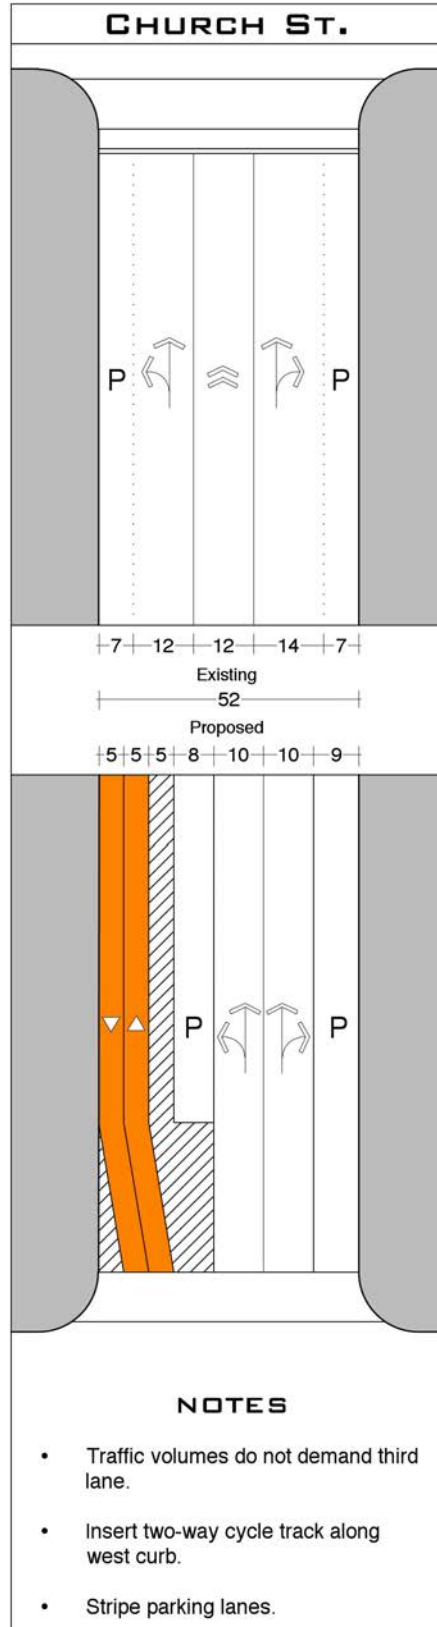 CHURCH ST.
P P
7 12 12 14 7
Existing
52
Proposed
5 5 5 8 10 10 9
P P
NOTES
• Traffic volumes do not demand third
lane.
• Insert two-way cycle track along
west curb.
• Stripe parking lanes.